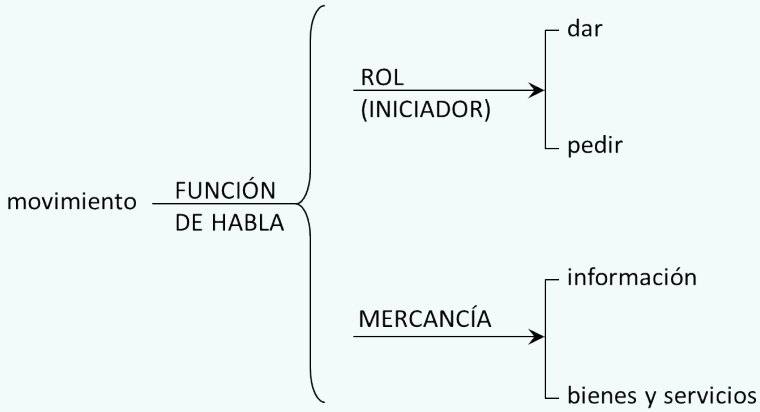 dar
ROL
(INICIADOR)
pedir
movimiento
FUNCIÓN
DE HABLA
información
MERCANCÍA
bienes y servicios